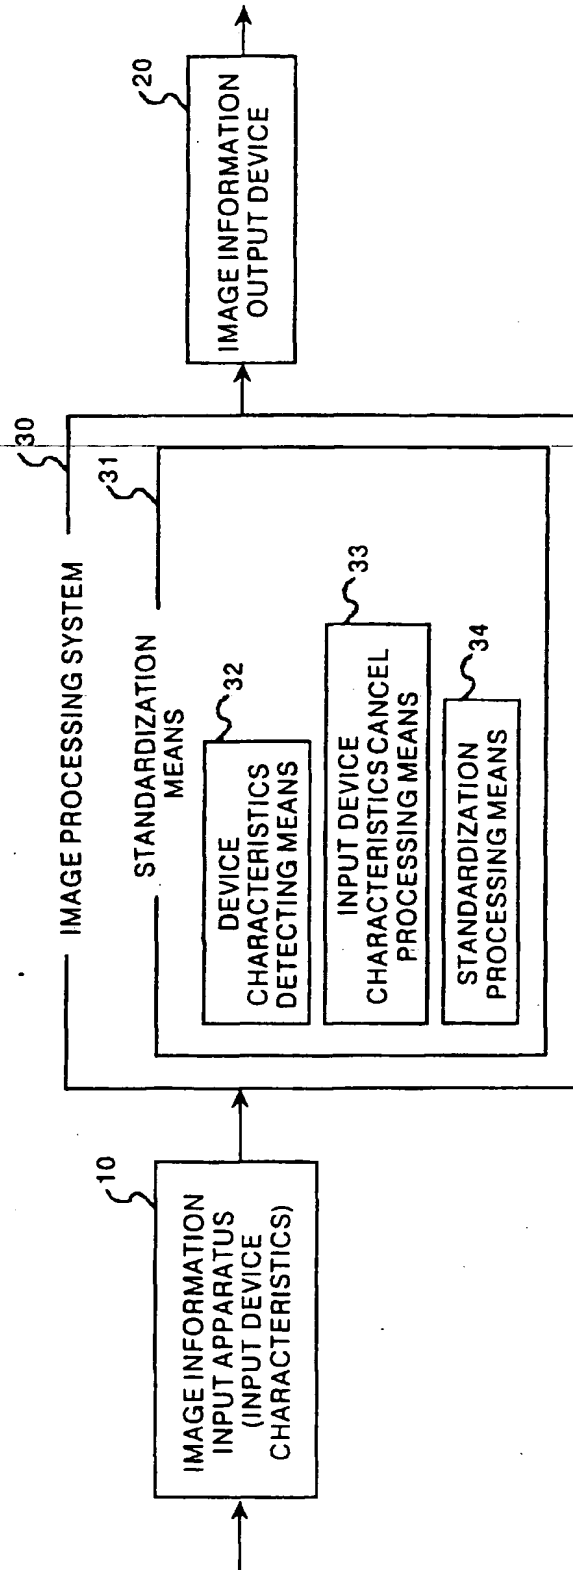 10
IMAGE INFORMATION
INPUT APPARATUS
(INPUT DEVICE
CHARACTERISTICS)
IMAGE PROCESSING SYSTEM
30
STANDARDIZATION
MEANS
31
DEVICE
CHARACTERISTICS
DETECTING MEANS
32
INPUT DEVICE
CHARACTERISTICS CANCEL
PROCESSING MEANS
33
STANDARDIZATION
PROCESSING MEANS
34
20
IMAGE INFORMATION
OUTPUT DEVICE